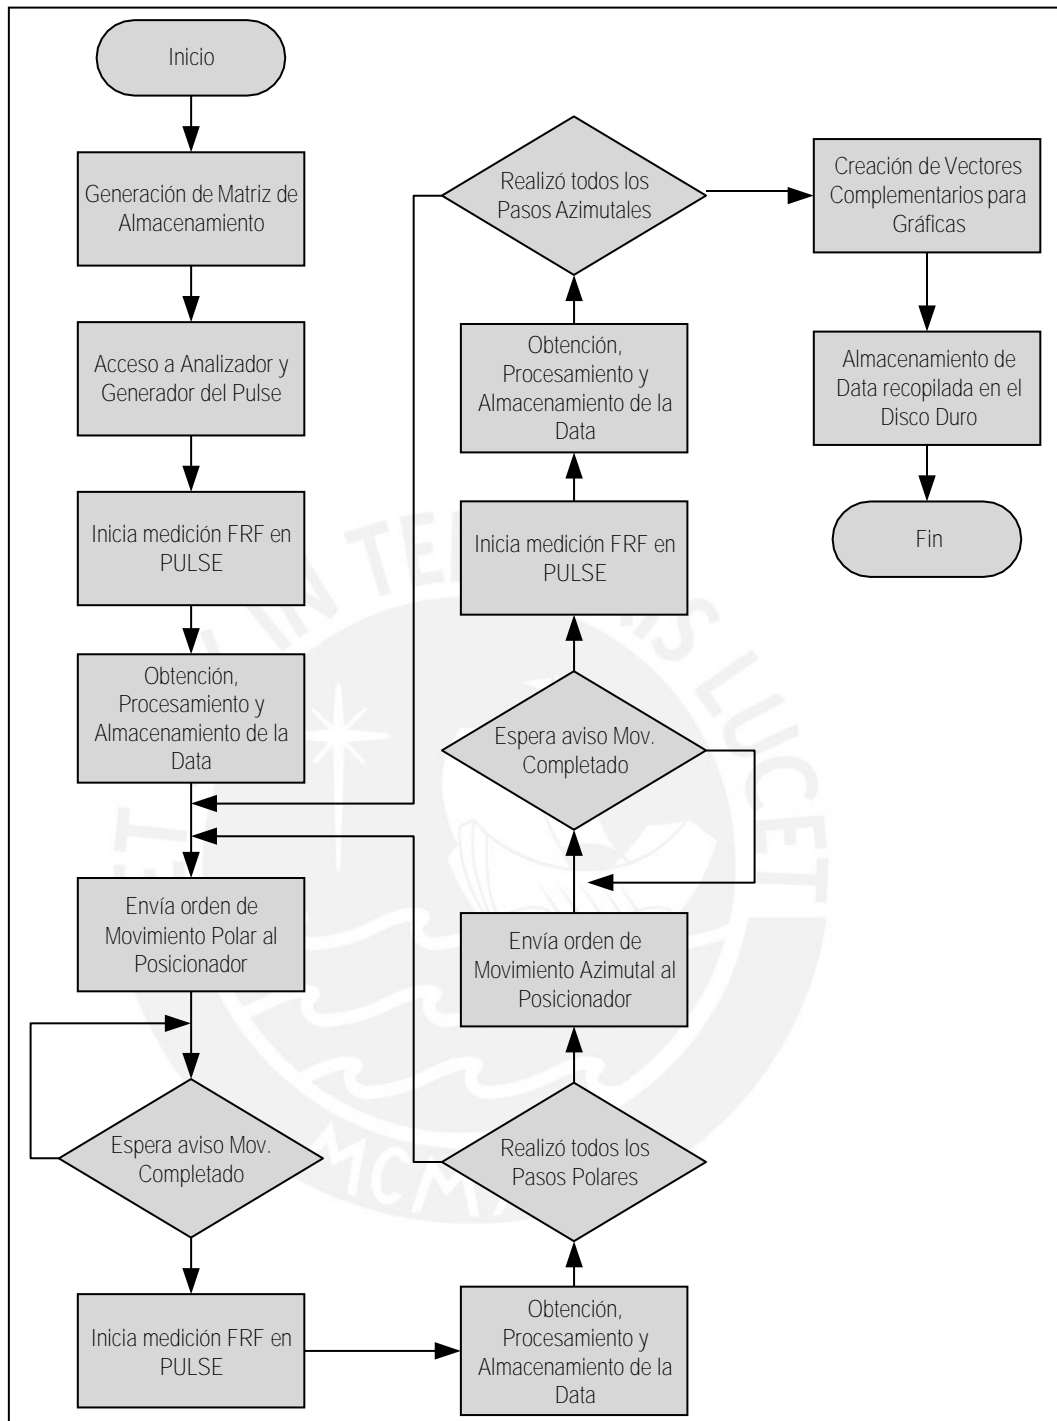 Inicio
Generación de Matriz de
Almacenamiento
Acceso a Analizador y
Generador del Pulse
Inicia medición FRF en
PULSE
Obtención,
Procesamiento y
Almacenamiento de la
Data
Envía orden de
Movimiento Polar al
Posicionador
Espera aviso Mov.
Completado
Inicia medición FRF en
PULSE
Obtención,
Procesamiento y
Almacenamiento de la
Data
Realizó todos los
Pasos Polares
Envía orden de
Movimiento Azimutal al
Posicionador
Espera aviso Mov.
Completado
Inicia medición FRF en
PULSE
Obtención,
Procesamiento y
Almacenamiento de la
Data
Realizó todos los
Pasos Azimutales
Creación de Vectores
Complementarios para
Gráficas
Almacenamiento de
Data recopilada en el
Disco Duro
Fin